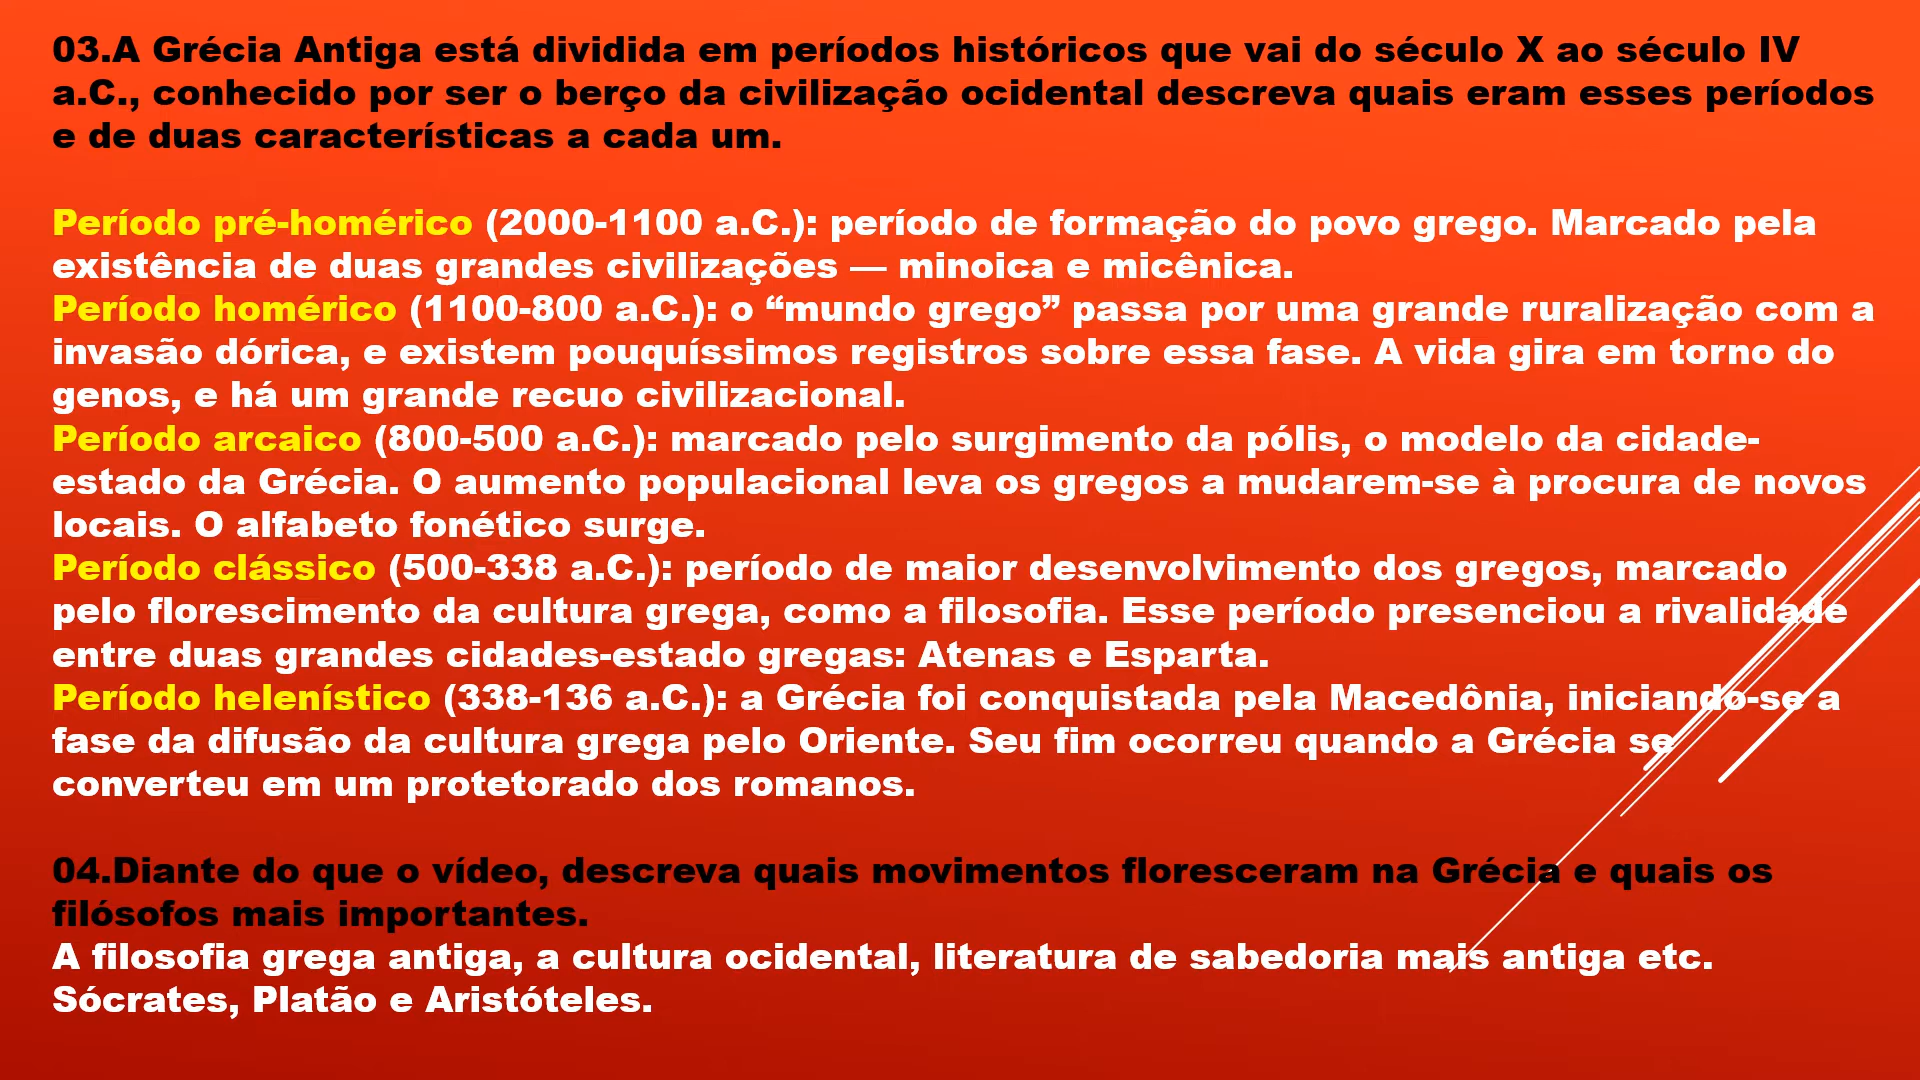 03.A Grécia Antiga está dividida em períodos históricos que vai do século X ao século IV
a.C., conhecido por ser o berço da civilização ocidental descreva quais eram esses períodos
e de duas características a cada um.
Período pré-homérico (2000-1100 a.C.): período de formação do povo grego. Marcado pela
existência de duas grandes civilizações — minoica e micênica.
Período homérico (1100-800 a.C.): o “mundo grego” passa por uma grande ruralização com a
invasão dórica, e existem pouquíssimos registros sobre essa fase. A vida gira em torno do
genos, e há um grande recuo civilizacional.
Período arcaico (800-500 a.C.): marcado pelo surgimento da pólis, o modelo da cidade-
estado da Grécia. O aumento populacional leva os gregos a mudarem-se à procura de novos
locais. O alfabeto fonético surge.
Período clássico (500-338 a.C.): período de maior desenvolvimento dos gregos, marcado
pelo florescimento da cultura grega, como a filosofia. Esse período presenciou a rivalidade
entre duas grandes cidades-estado gregas: Atenas e Esparta.
Período helenístico (338-136 a.C.): a Grécia foi conquistada pela Macedônia, iniciando-se a
fase da difusão da cultura grega pelo Oriente. Seu fim ocorreu quando a Grécia se
converteu em um protetorado dos romanos.
04.Diante do que o vídeo, descreva quais movimentos floresceram na Grécia e quais os
filósofos mais importantes.
A filosofia grega antiga, a cultura ocidental, literatura de sabedoria mais antiga etc.
Sócrates, Platão e Aristóteles.